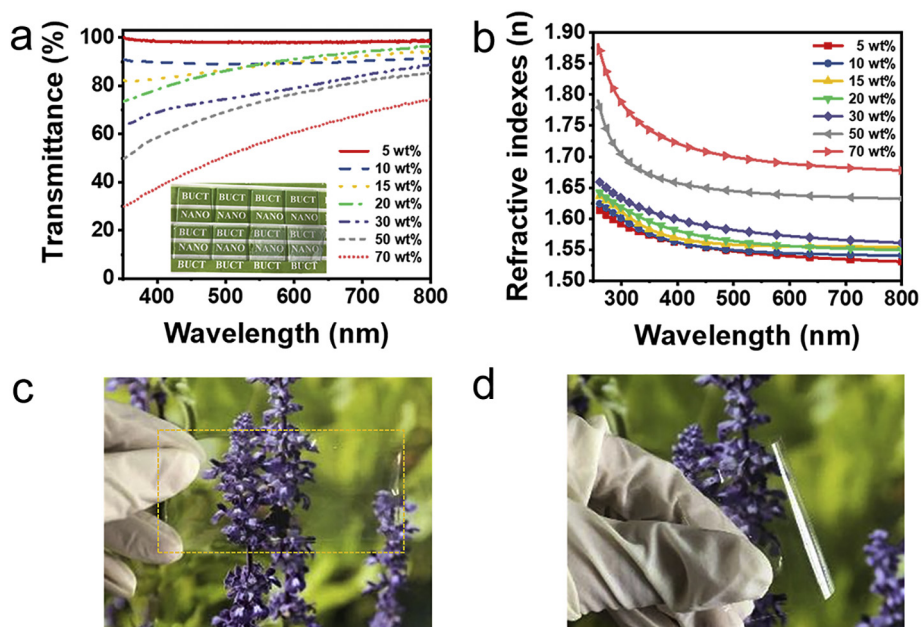 a
Transmittance (%)
100
80
60
40
20
0
5 wt%
10 wt%
15 wt%
20 wt%
30 wt%
50 wt%
70 wt%
BUCT BUCT BUCT BUCT
NANO NANO NANO NANO
BUCT BUCT BUCT BUCT
NANO NANO NANO NANO
BUCT BUCT BUCT BUCT
400 500 600 700 800
Wavelength (nm)
b
Refractive indexes (n)
1.90
1.85
1.80
1.75
1.70
1.65
1.60
1.55
1.50
5 wt%
10 wt%
15 wt%
20 wt%
30 wt%
50 wt%
70 wt%
300 400 500 600 700 800
Wavelength (nm)
c
d